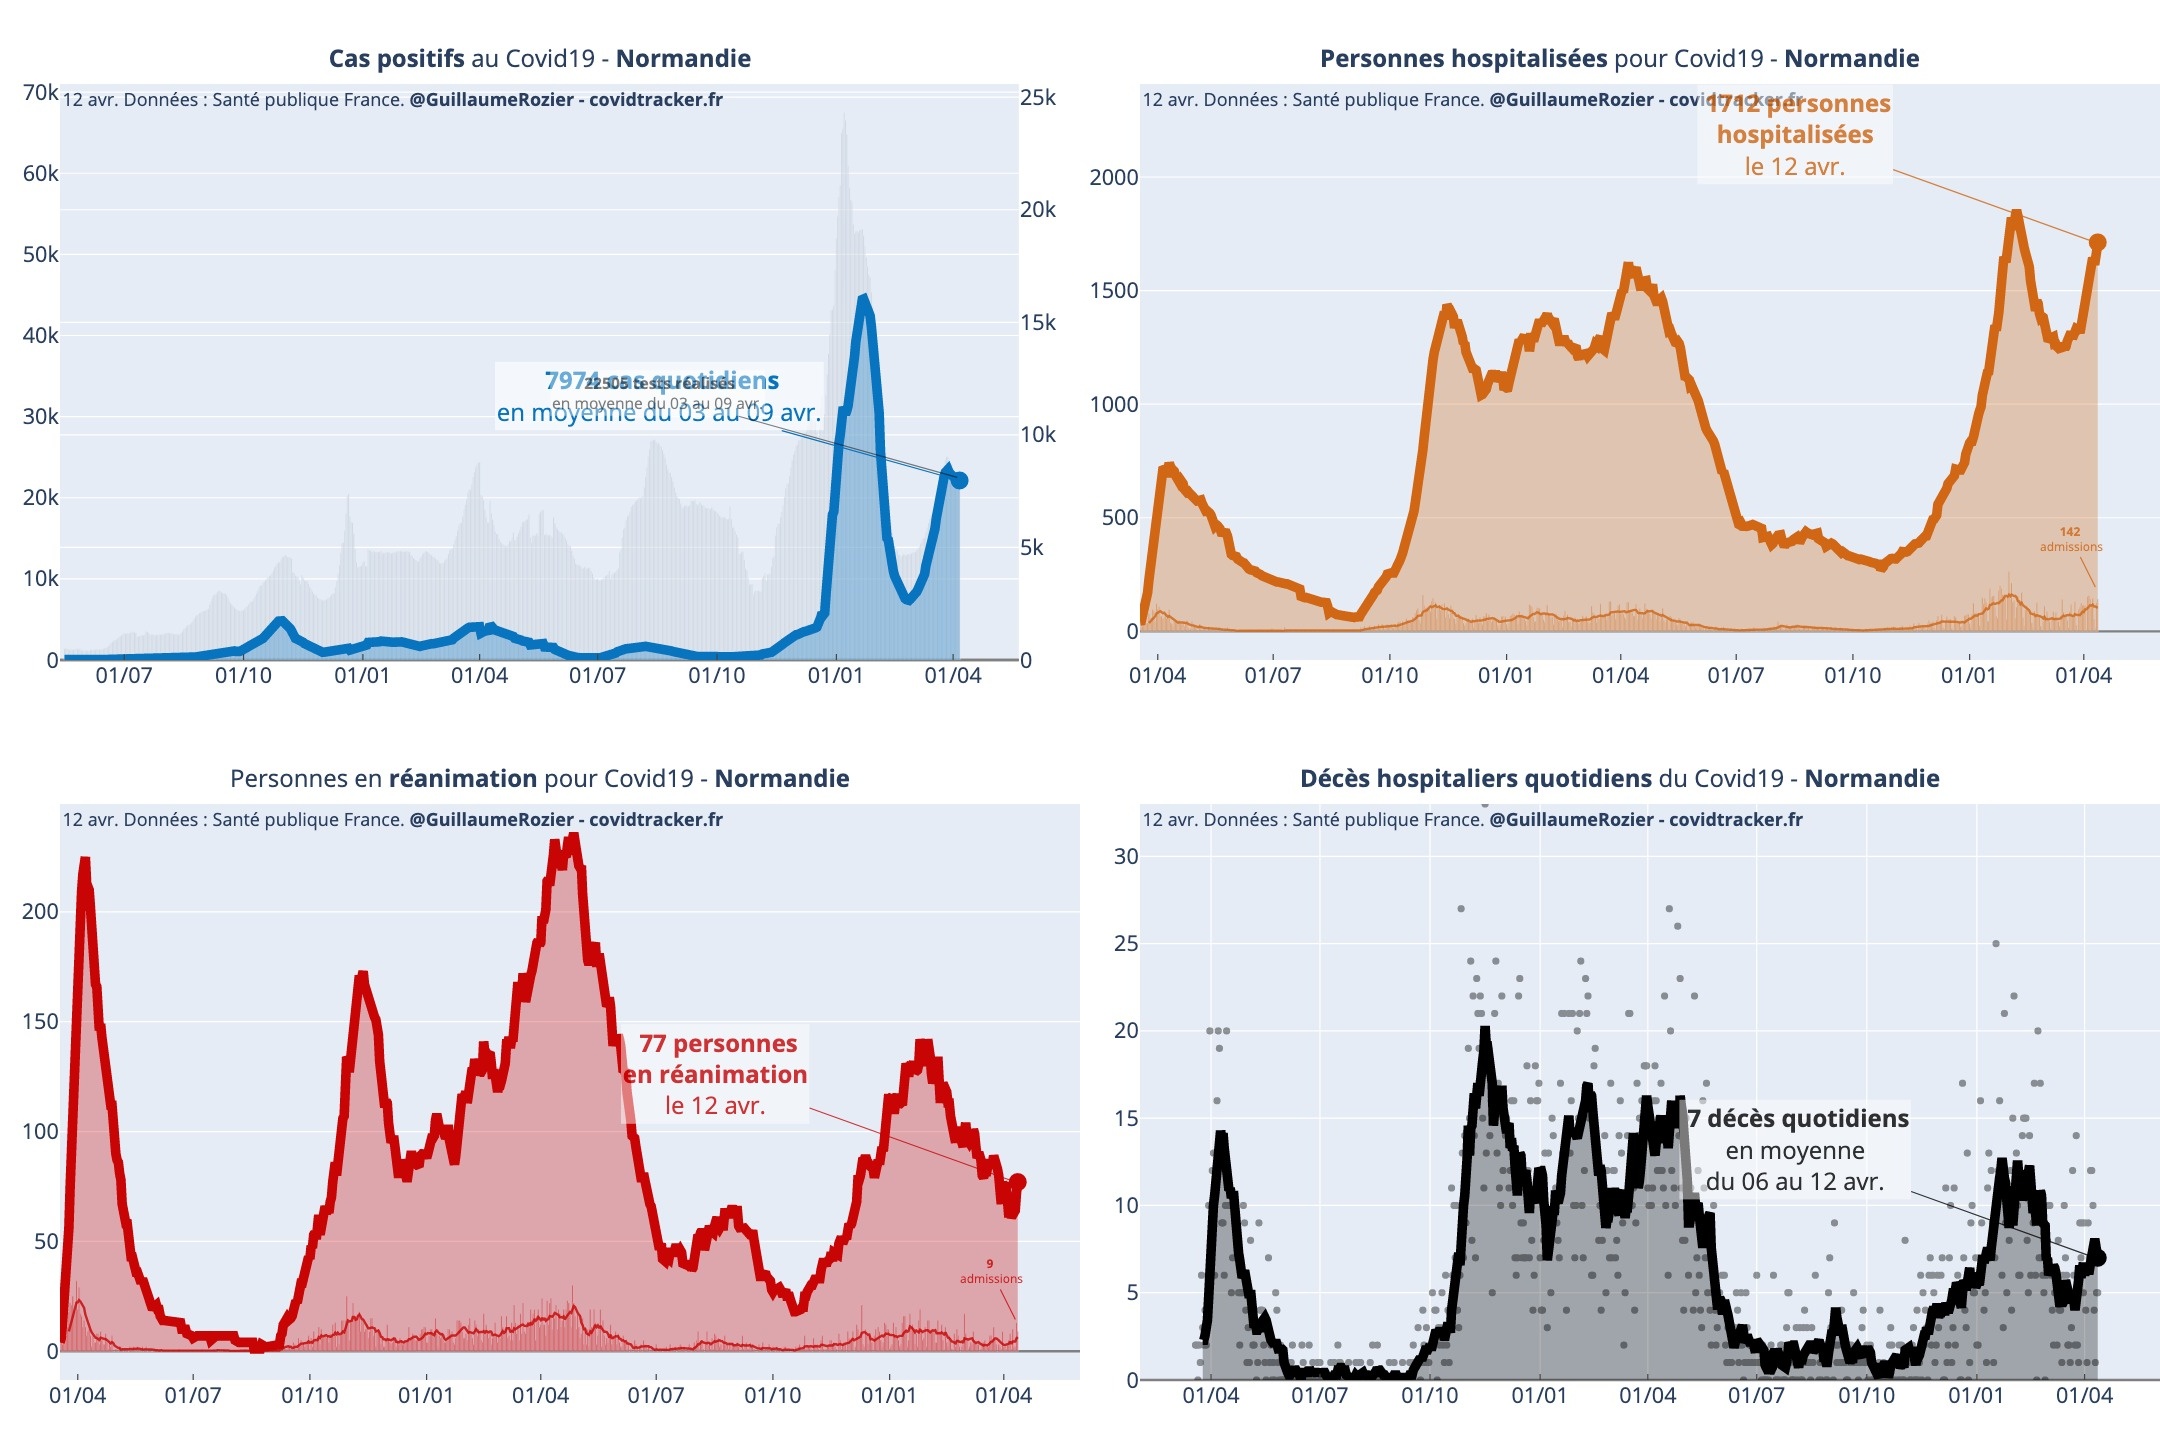 Cas positifs au Covid19 - Normandie
12 avr. Données : Santé publique France. @GuillaumeRozier - covidtracker.fr
70k
60k
50k
40k
30k
20k
10k
0
25k
20k
15k
10k
5k
0
7974 cas quotidiens
en moyenne du 03 au 09 avr.
22505 tests réalisés
en moyenne du 03 au 09 avr.
01/07 01/10 01/01 01/04 01/07 01/10 01/01 01/04
Personnes hospitalisées pour Covid19 - Normandie
12 avr. Données : Santé publique France. @GuillaumeRozier - covidtracker.fr
1712 personnes
hospitalisées
le 12 avr.
2000
1500
1000
500
0
142
admissions
01/04 01/07 01/10 01/01 01/04 01/07 01/10 01/01 01/04
Personnes en réanimation pour Covid19 - Normandie
12 avr. Données : Santé publique France. @GuillaumeRozier - covidtracker.fr
200
150
100
50
0
77 personnes
en réanimation
le 12 avr.
9
admissions
01/04 01/07 01/10 01/01 01/04 01/07 01/10 01/01 01/04
Décès hospitaliers quotidiens du Covid19 - Normandie
12 avr. Données : Santé publique France. @GuillaumeRozier - covidtracker.fr
30
25
20
15
10
5
0
7 décès quotidiens
en moyenne
du 06 au 12 avr.
01/04 01/07 01/10 01/01 01/04 01/07 01/10 01/01 01/04